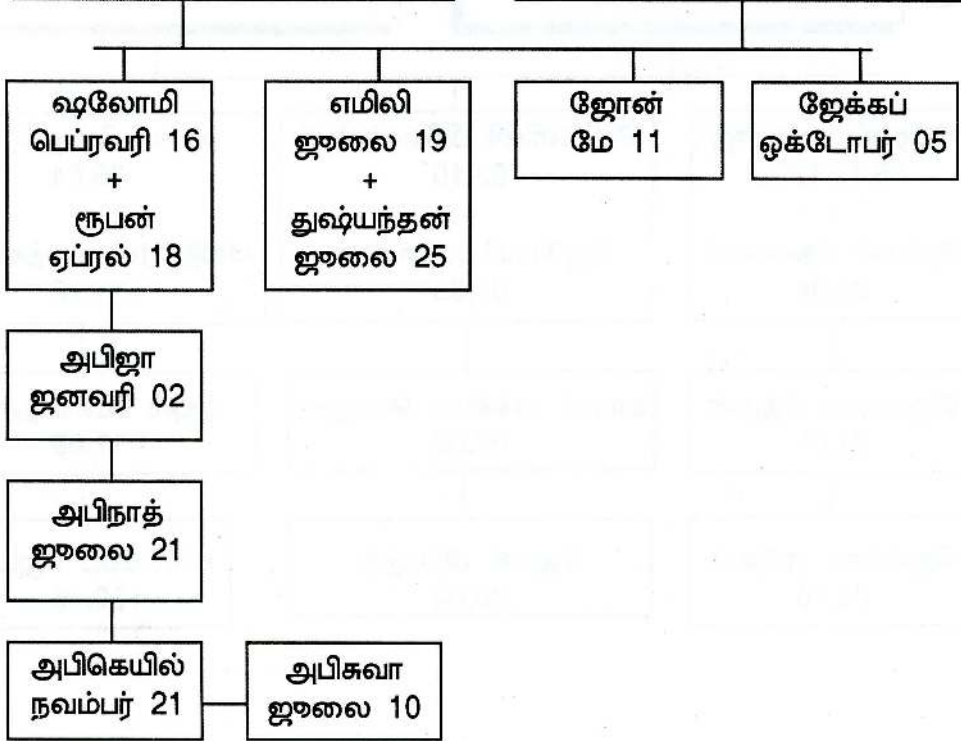 ஷலோமி
பெப்ரவரி 16
+
ரூபன்
ஏப்ரல் 18
எமிலி
ஜூலை 19
+
துஷ்யந்தன்
ஜூலை 25
ஜோன்
மே 11
ஜேக்கப்
ஒக்டோபர் 05
அபிஜா
ஜனவரி 02
அபிநாத்
ஜூலை 21
அபிகெயில்
நவம்பர் 21
அபிசுவா
ஜூலை 10